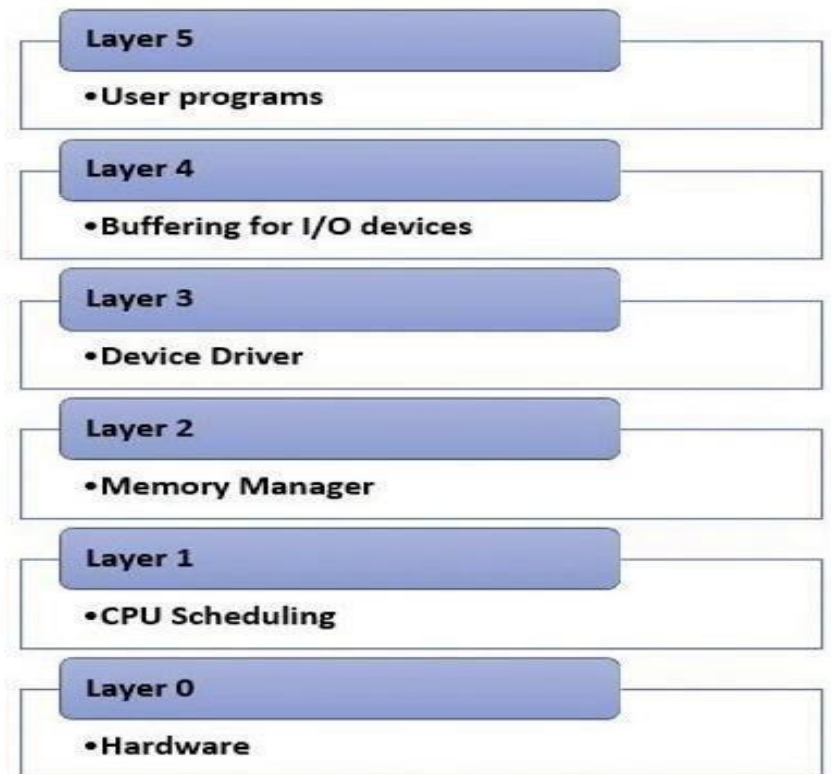 Layer 5
•User programs
Layer 4
•Buffering for I/O devices
Layer 3
•Device Driver
Layer 2
•Memory Manager
Layer 1
•CPU Scheduling
Layer 0
•Hardware